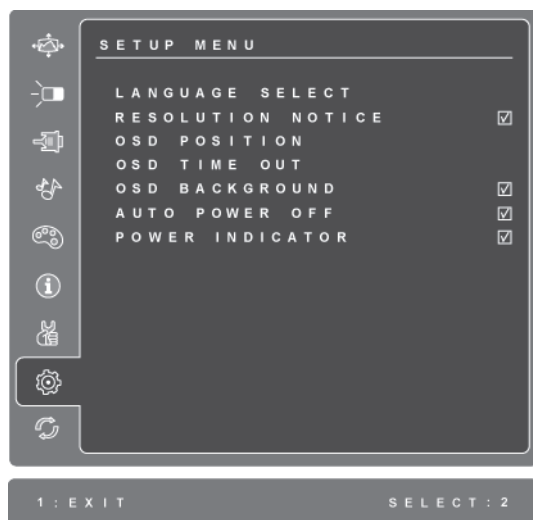 SETUP MENU
LANGUAGE SELECT
RESOLUTION NOTICE
OSD POSITION
OSD TIME OUT
OSD BACKGROUND
AUTO POWER OFF
POWER INDICATOR
1:EXIT SELECT:2